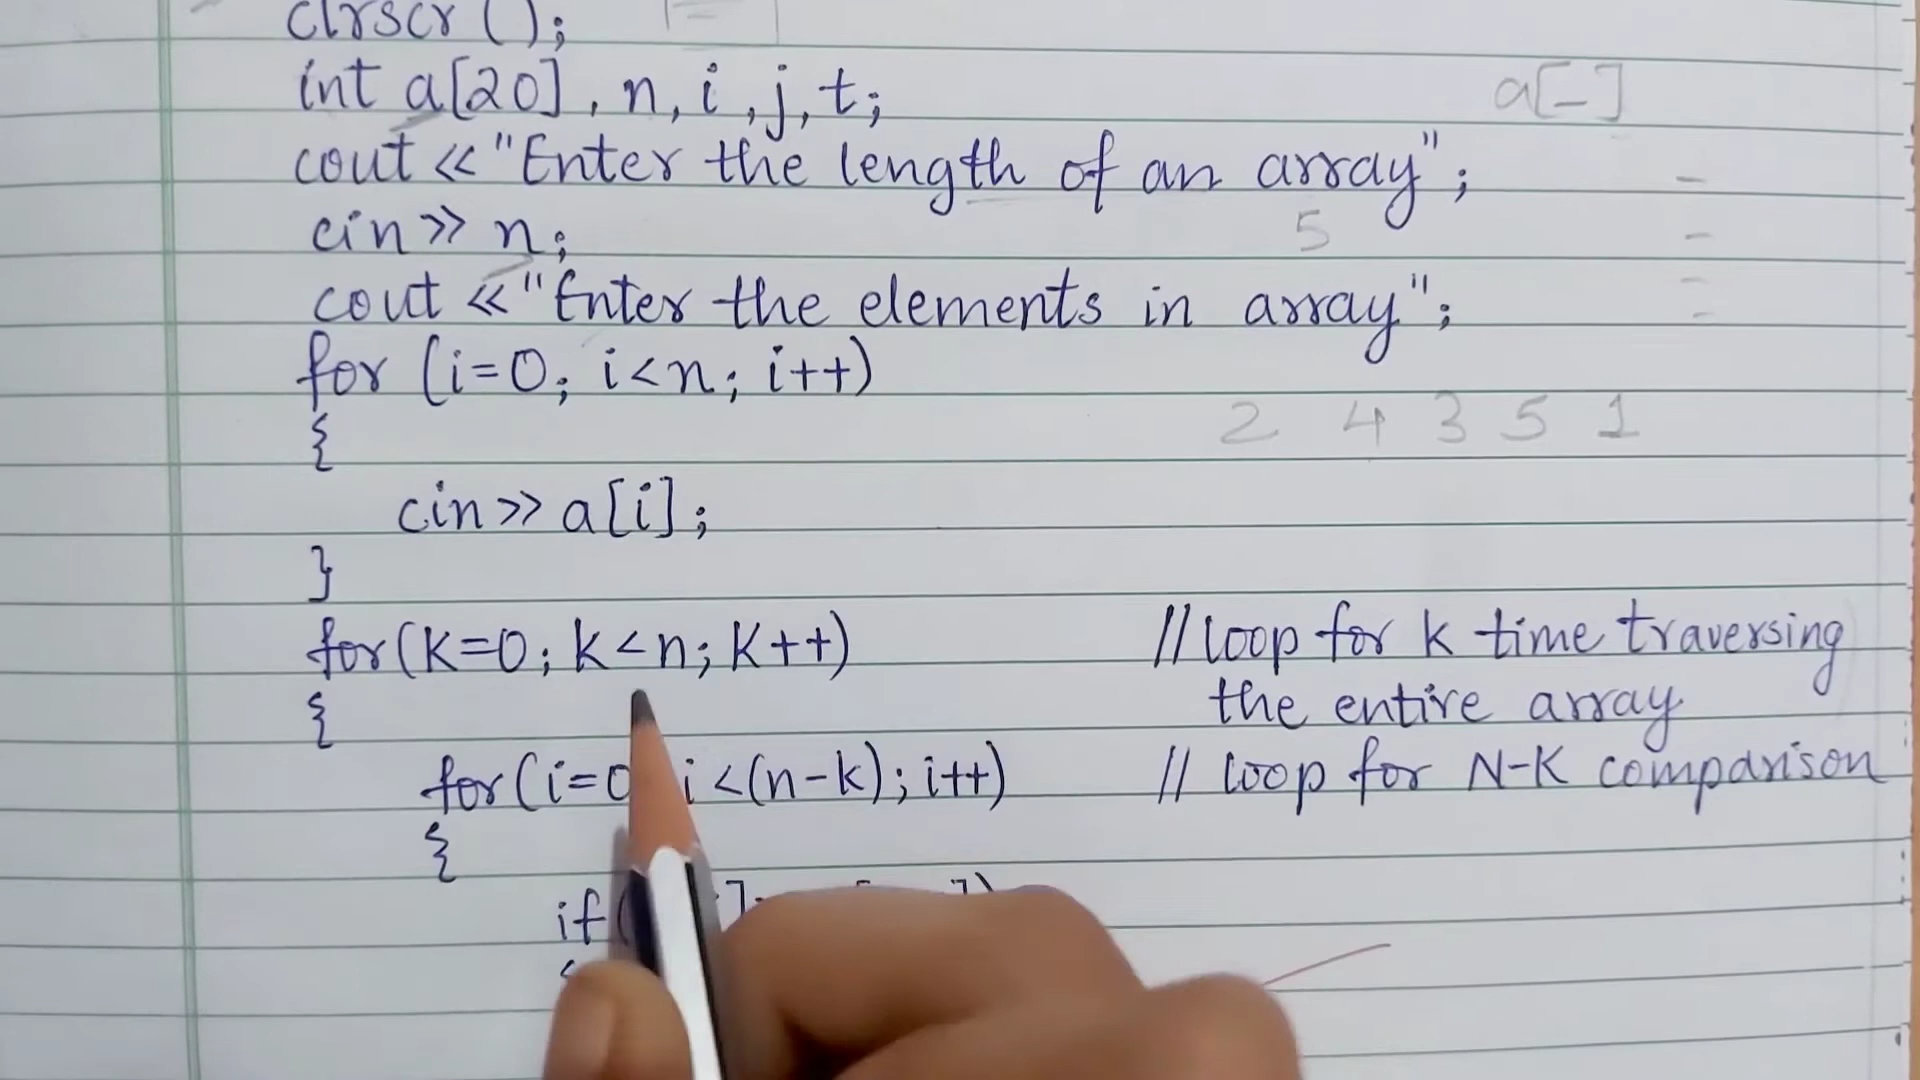 clrscr ();
int a[20], n, i, j, t;
a[-]
cout << "Enter the length of an array";
cin >> n;
5
cout << "Enter the elements in array";
for (i=0; i<n; i++)
{
2 4 3 5 1
cin >> a[i];
}
for(k=0; k<n; k++) // loop for k time traversing
{ the entire array
for(i=0 i<(n-k); i++) // loop for N-K comparison
{
if(